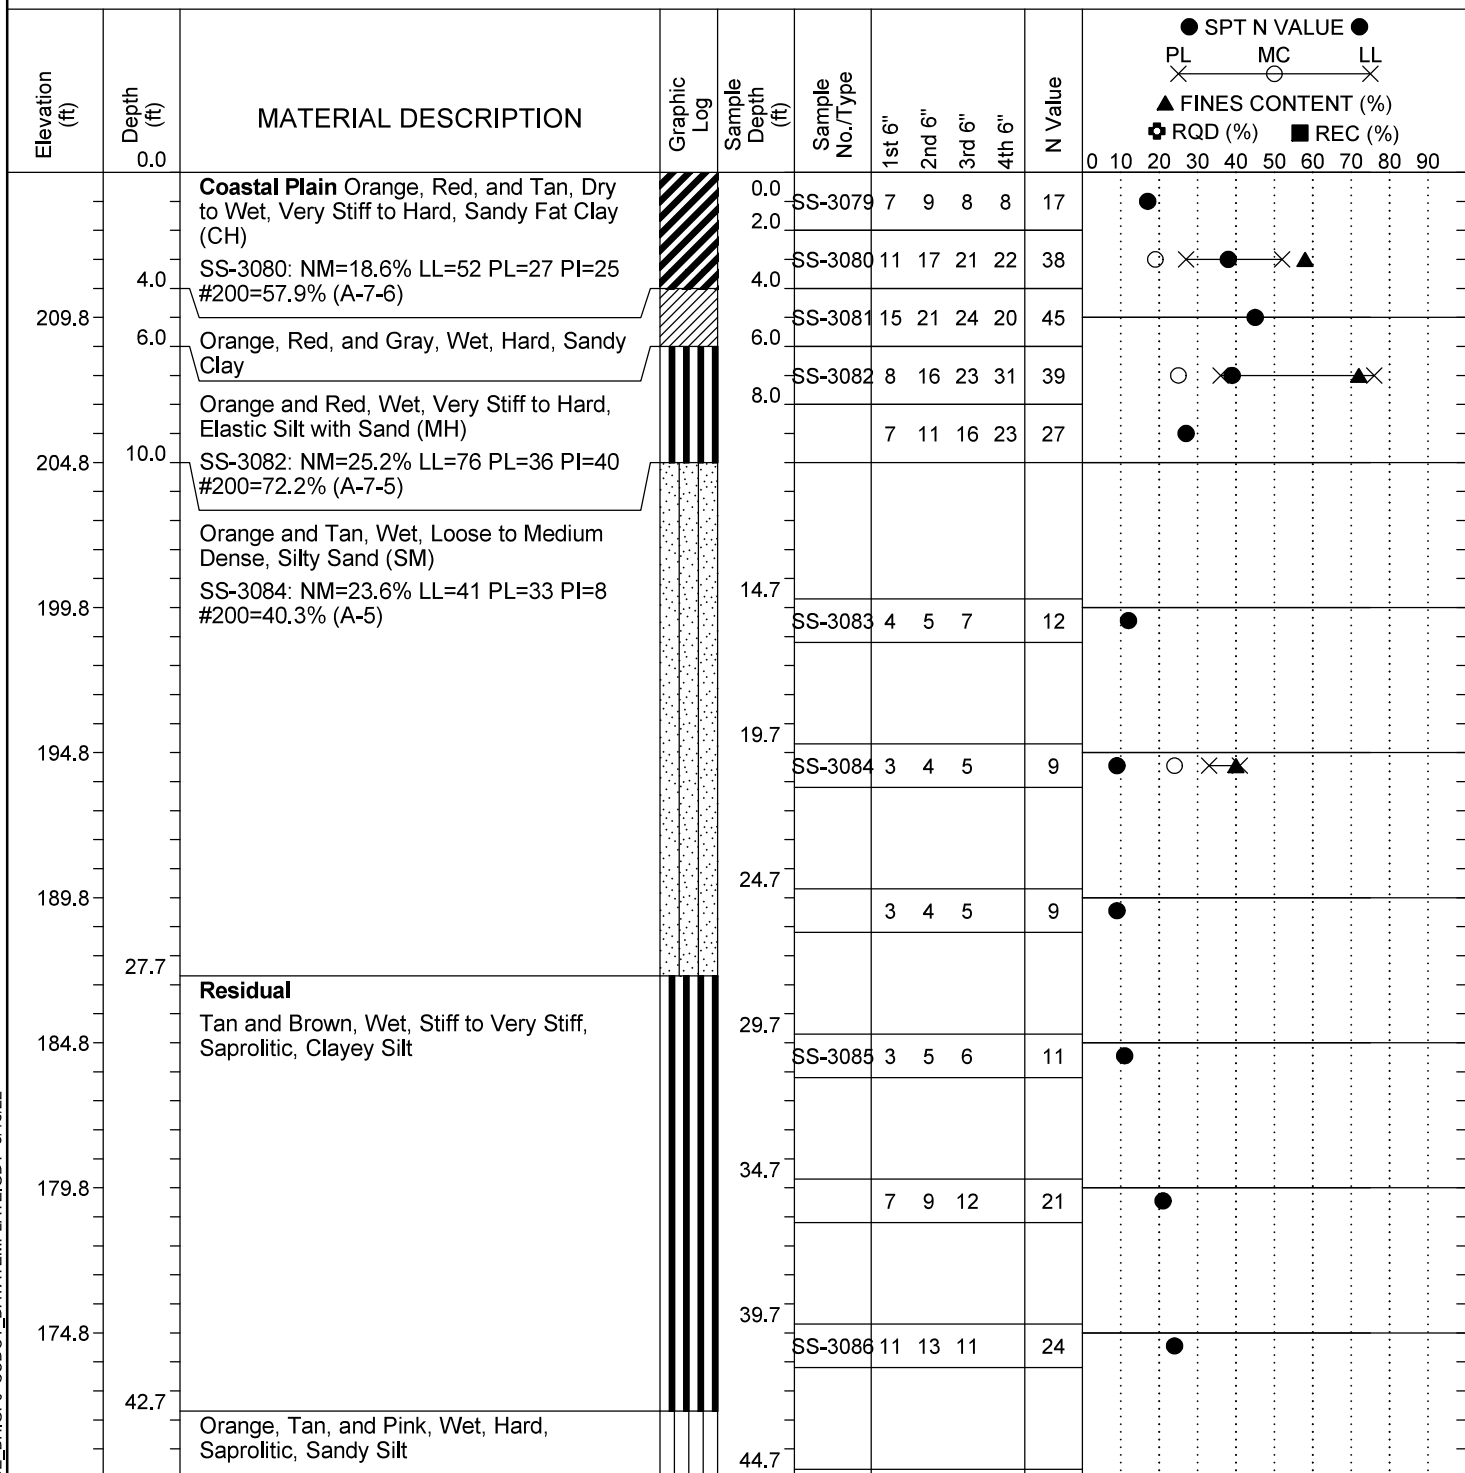 ● SPT N VALUE ●
PL MC LL
▲ FINES CONTENT (%)
RQD (%) ■ REC (%)
0 10 20 30 40 50 60 70 80 90
Elevation (ft)
Depth (ft)
0.0
MATERIAL DESCRIPTION
Graphic Log
Sample Depth (ft)
Sample No./Type
1st 6"
2nd 6"
3rd 6"
4th 6"
N Value
Coastal Plain Orange, Red, and Tan, Dry
to Wet, Very Stiff to Hard, Sandy Fat Clay
(CH)
SS-3080: NM=18.6% LL=52 PL=27 PI=25
#200=57.9% (A-7-6)
4.0
209.8
6.0
Orange, Red, and Gray, Wet, Hard, Sandy
Clay
Orange and Red, Wet, Very Stiff to Hard,
Elastic Silt with Sand (MH)
10.0
204.8
SS-3082: NM=25.2% LL=76 PL=36 PI=40
#200=72.2% (A-7-5)
Orange and Tan, Wet, Loose to Medium
Dense, Silty Sand (SM)
SS-3084: NM=23.6% LL=41 PL=33 PI=8
#200=40.3% (A-5)
199.8
194.8
189.8
27.7
Residual
Tan and Brown, Wet, Stiff to Very Stiff,
Saprolitic, Clayey Silt
184.8
179.8
174.8
42.7
Orange, Tan, and Pink, Wet, Hard,
Saprolitic, Sandy Silt
0.0
SS-3079 7 9 8 8 17
2.0
SS-3080 11 17 21 22 38
4.0
SS-3081 15 21 24 20 45
6.0
SS-3082 8 16 23 31 39
8.0
7 11 16 23 27
14.7
SS-3083 4 5 7 12
19.7
SS-3084 3 4 5 9
24.7
3 4 5 9
29.7
SS-3085 3 5 6 11
34.7
7 9 12 21
39.7
SS-3086 11 13 11 24
44.7